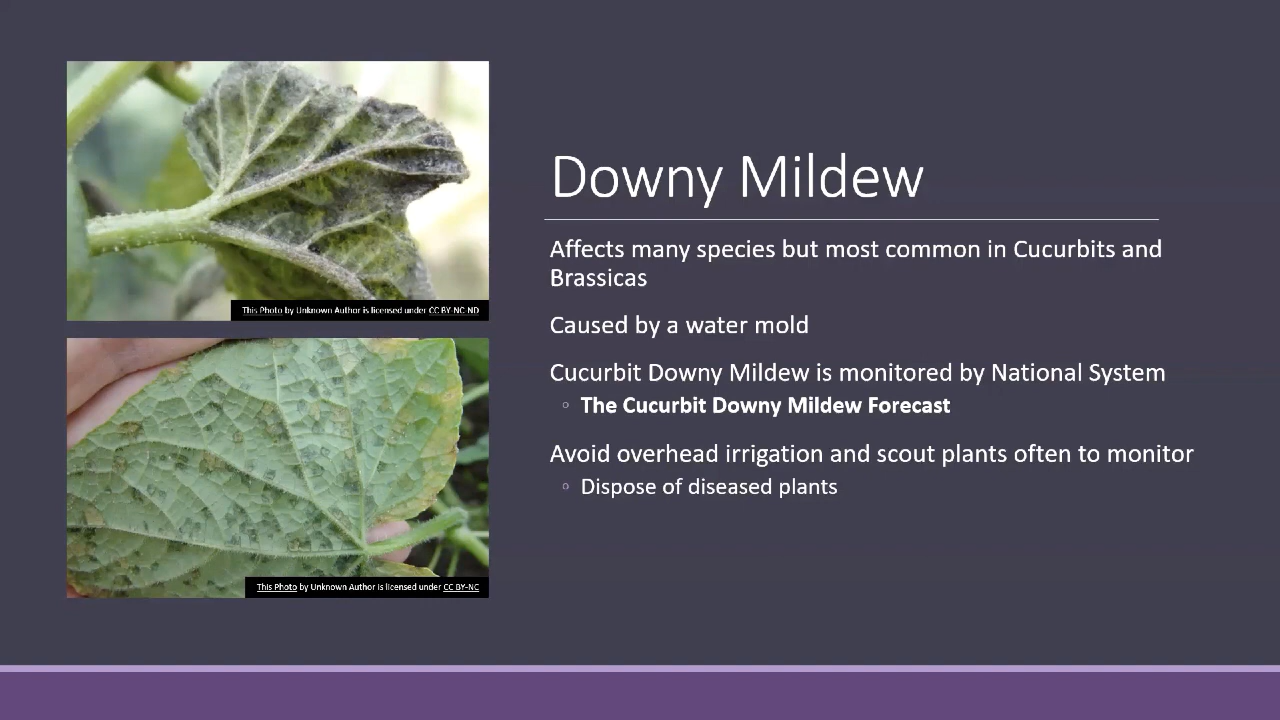 Downy Mildew
Affects many species but most common in Cucurbits and
Brassicas
Caused by a water mold
Cucurbit Downy Mildew is monitored by National System
◦ The Cucurbit Downy Mildew Forecast
Avoid overhead irrigation and scout plants often to monitor
◦ Dispose of diseased plants
This Photo by Unknown Author is licensed under CC BY-NC-ND
This Photo by Unknown Author is licensed under CC BY-NC